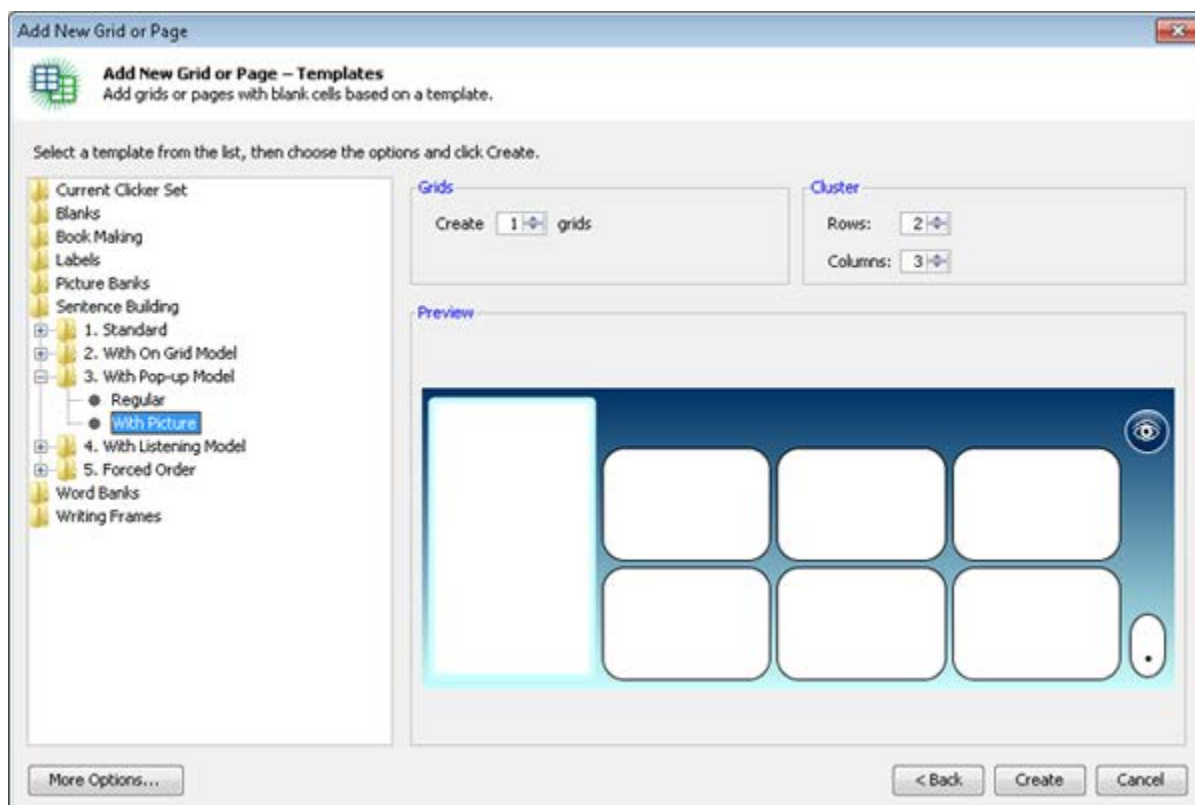 Add New Grid or Page
Add New Grid or Page – Templates
Add grids or pages with blank cells based on a template.
Select a template from the list, then choose the options and click Create.
Current Clicker Set
Blanks
Book Making
Labels
Picture Banks
Sentence Building
1. Standard
2. With On Grid Model
3. With Pop-up Model
Regular
With Picture
4. With Listening Model
5. Forced Order
Word Banks
Writing Frames
Grids
Create 1 grids
Cluster
Rows: 2
Columns: 3
Preview
.
More Options...
< Back
Create
Cancel